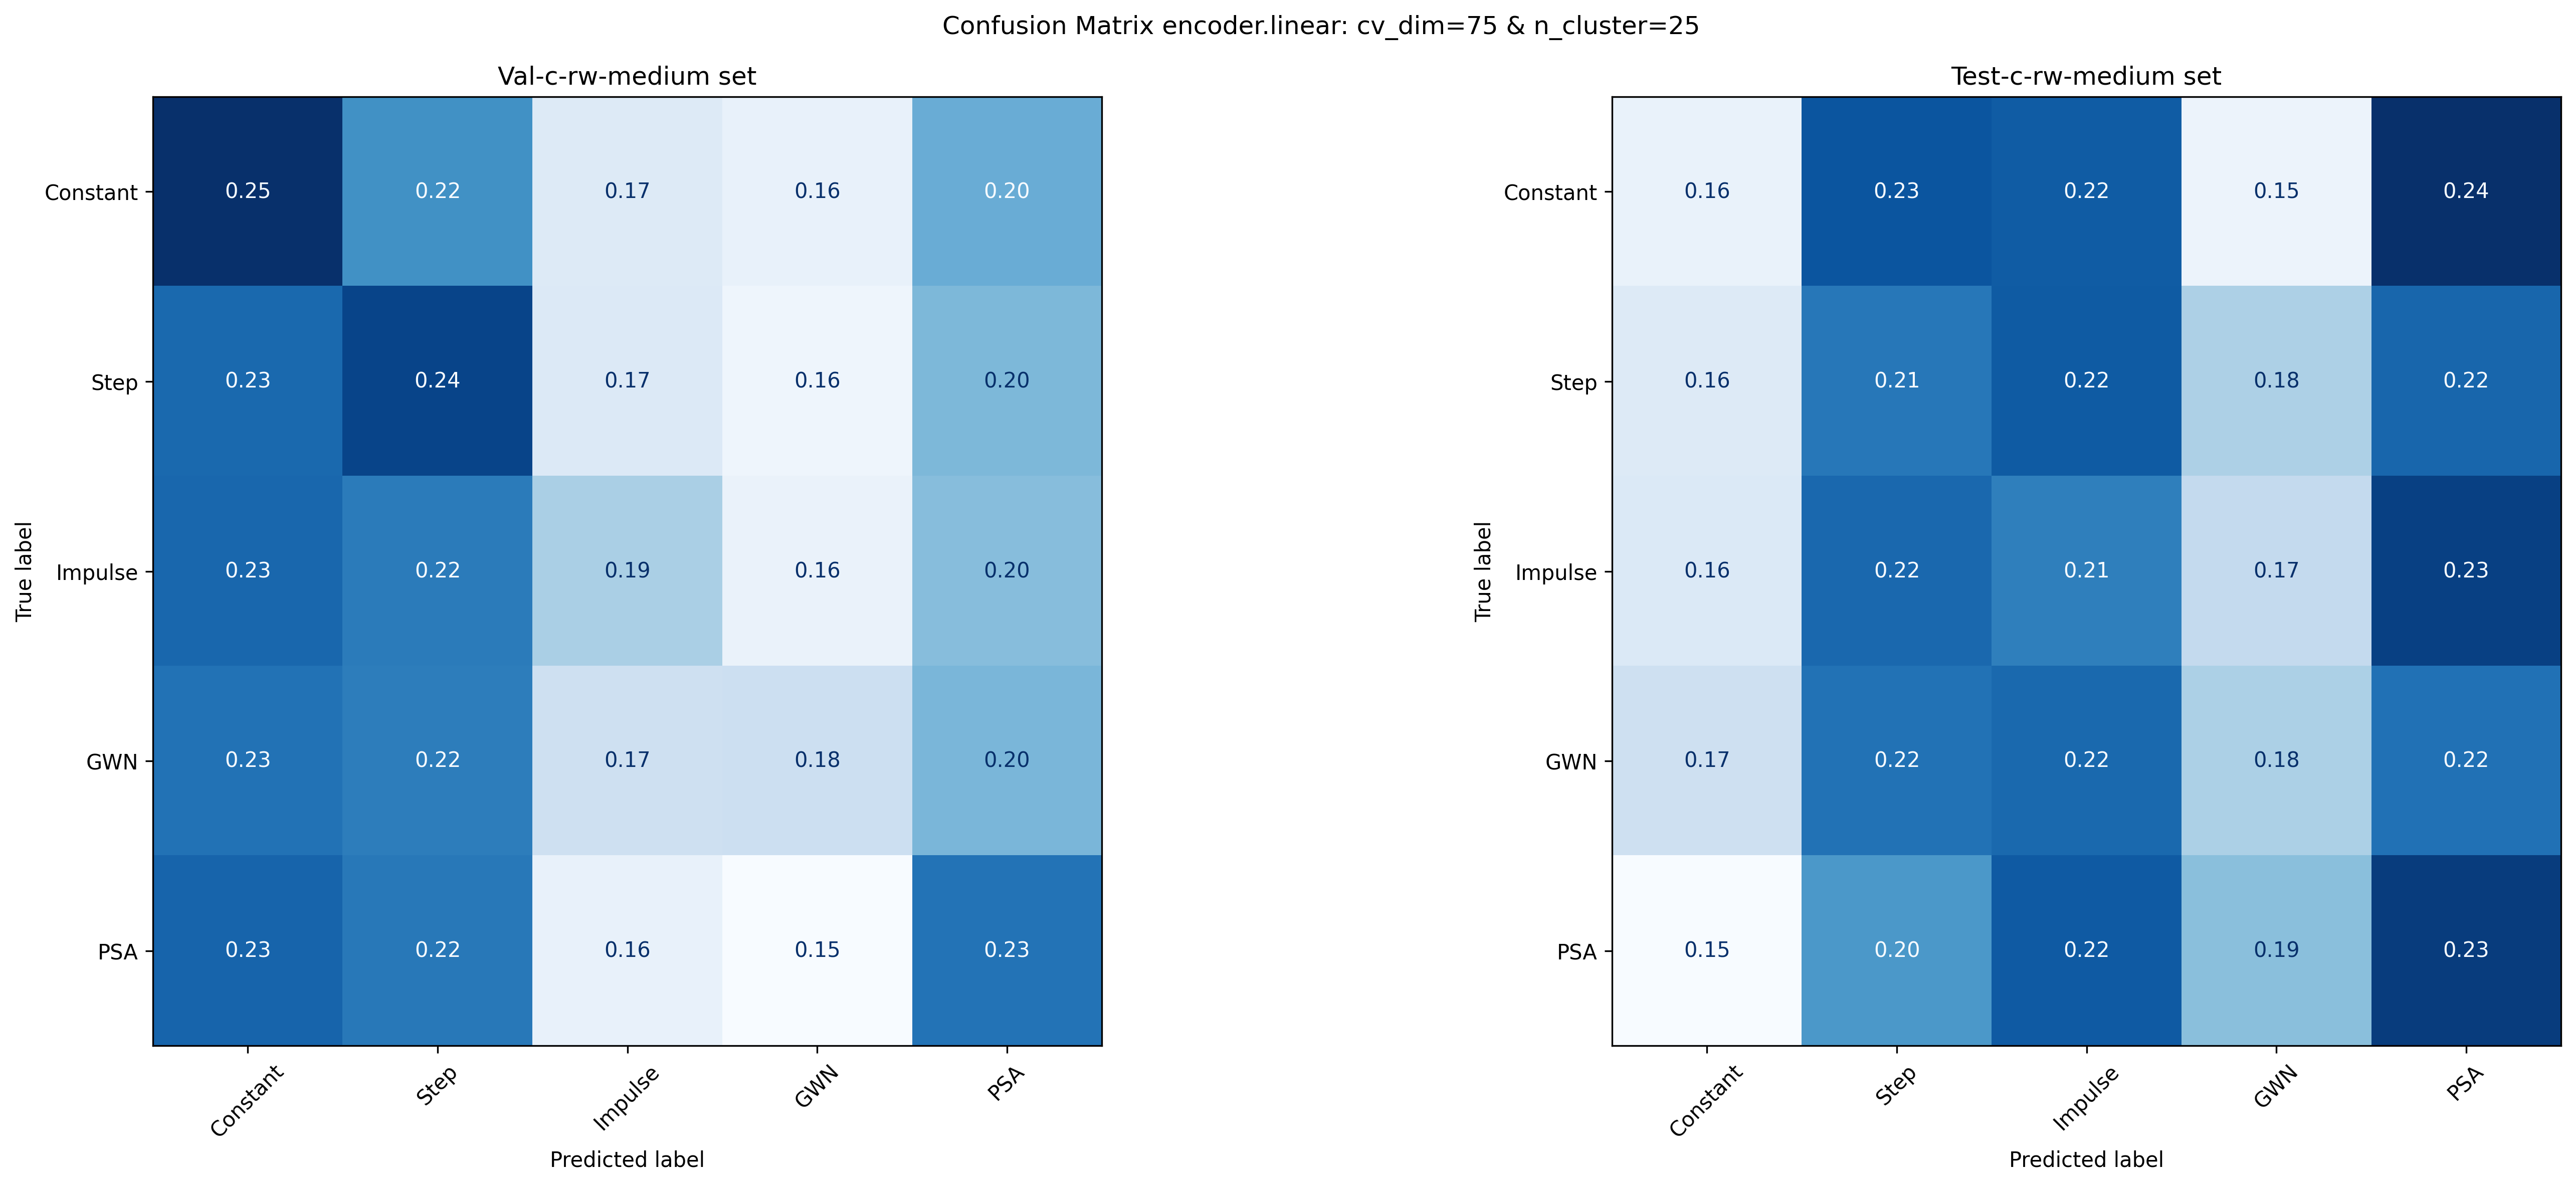 Confusion Matrix encoder.linear: cv_dim=75 & n_cluster=25
Val-c-rw-medium set
True label
Constant 0.25 0.22 0.17 0.16 0.20
Step 0.23 0.24 0.17 0.16 0.20
Impulse 0.23 0.22 0.19 0.16 0.20
GWN 0.23 0.22 0.17 0.18 0.20
PSA 0.23 0.22 0.16 0.15 0.23
Constant Step Impulse GWN PSA
Predicted label
Test-c-rw-medium set
True label
Constant 0.16 0.23 0.22 0.15 0.24
Step 0.16 0.21 0.22 0.18 0.22
Impulse 0.16 0.22 0.21 0.17 0.23
GWN 0.17 0.22 0.22 0.18 0.22
PSA 0.15 0.20 0.22 0.19 0.23
Constant Step Impulse GWN PSA
Predicted label